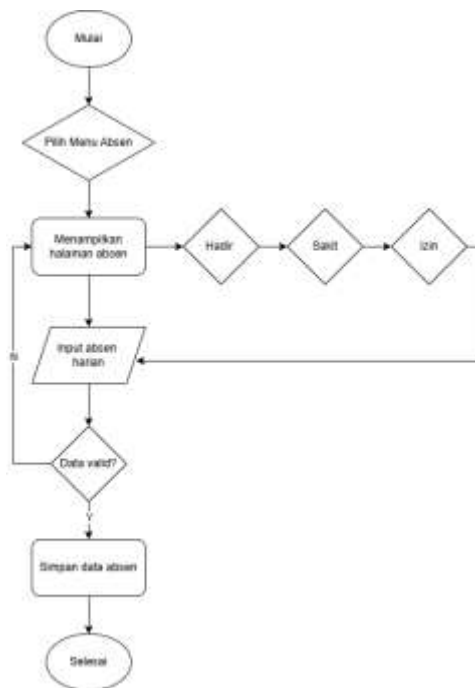 Mulai
Pilih Menu Absen
Menampilkan
halaman absen
Hadir
Sakit
Izin
Input absen
harian
N
Data valid?
Y
Simpan data absen
Selesai